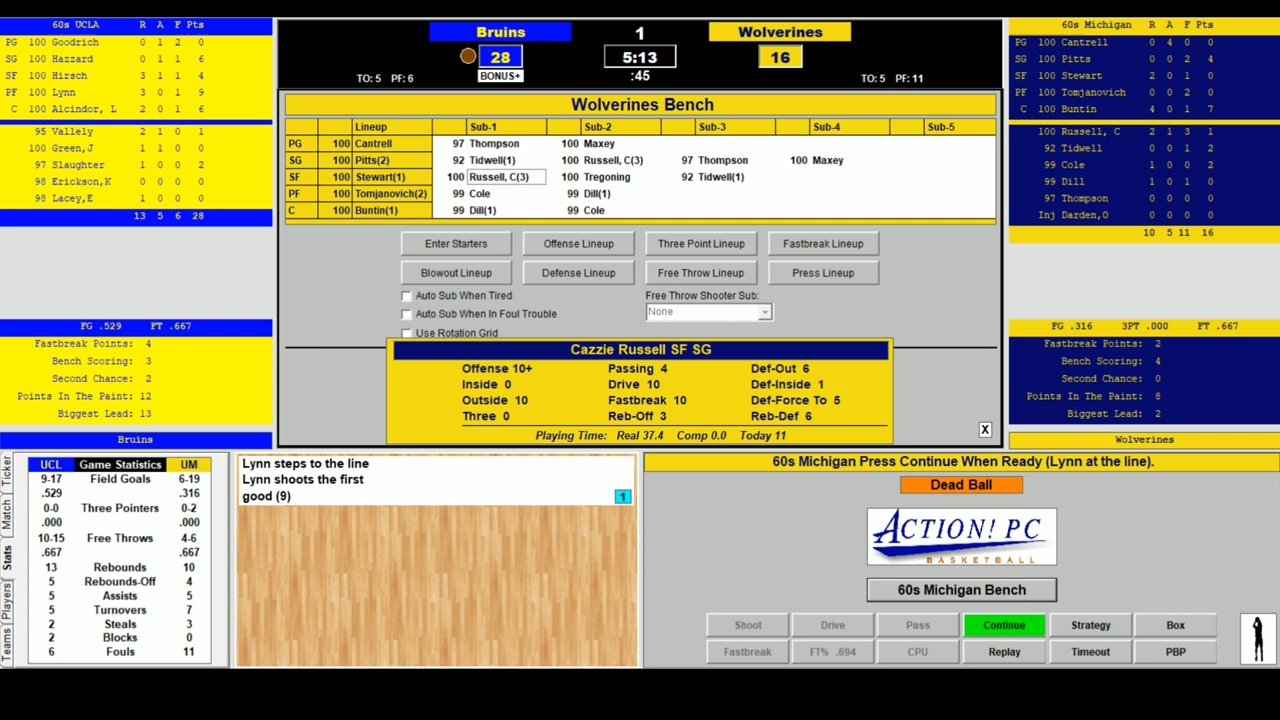 60s UCLA R A F Pts
PG 100 Goodrich 0 1 2 0
SG 100 Hazzard 0 1 1 6
SF 100 Hirsch 3 1 1 4
PF 100 Lynn 3 0 1 9
C 100 Alcindor, L 2 0 1 6
95 Vallely 2 1 0 1
100 Green,J 1 1 0 0
97 Slaughter 1 0 0 2
98 Erickson,K 0 0 0 0
98 Lacey,E 1 0 0 0
13 5 6 28
FG .529 FT .667
Fastbreak Points: 4
Bench Scoring: 3
Second Chance: 2
Points In The Paint: 12
Biggest Lead: 13
Bruins
Bruins 1 Wolverines
28 5:13 16
BONUS+ :45
TO: 5 PF: 6 TO: 5 PF: 11
Wolverines Bench
Lineup Sub-1 Sub-2 Sub-3 Sub-4 Sub-5
PG 100 Cantrell 97 Thompson 100 Maxey
SG 100 Pitts(2) 92 Tidwell(1) 100 Russell, C(3) 97 Thompson 100 Maxey
SF 100 Stewart(1) 100 Russell, C(3) 100 Tregoning 92 Tidwell(1)
PF 100 Tomjanovich(2) 99 Cole 99 Dill(1)
C 100 Buntin(1) 99 Dill(1) 99 Cole
Enter Starters Offense Lineup Three Point Lineup Fastbreak Lineup
Blowout Lineup Defense Lineup Free Throw Lineup Press Lineup
Auto Sub When Tired Free Throw Shooter Sub:
Auto Sub When In Foul Trouble None
Use Rotation Grid
Cazzie Russell SF SG
Offense 10+ Passing 4 Def-Out 6
Inside 0 Drive 10 Def-Inside 1
Outside 10 Fastbreak 10 Def-Force To 5
Three 0 Reb-Off 3 Reb-Def 6
Playing Time: Real 37.4 Comp 0.0 Today 11
X
60s Michigan R A F Pts
PG 100 Cantrell 0 4 0 0
SG 100 Pitts 0 0 2 4
SF 100 Stewart 2 0 1 0
PF 100 Tomjanovich 0 0 2 0
C 100 Buntin 4 0 1 7
100 Russell, C 2 1 3 1
92 Tidwell 0 0 1 2
99 Cole 1 0 0 2
99 Dill 1 0 1 0
97 Thompson 0 0 0 0
Inj Darden,O 0 0 0 0
10 5 11 16
FG .316 3PT .000 FT .667
Fastbreak Points: 2
Bench Scoring: 4
Second Chance: 0
Points In The Paint: 8
Biggest Lead: 2
Wolverines
Ticker
Match
Stats
Players
Teams
UCL Game Statistics UM
9-17 Field Goals 6-19
.529 .316
0-0 Three Pointers 0-2
.000 .000
10-15 Free Throws 4-6
.667 .667
13 Rebounds 10
5 Rebounds-Off 4
5 Assists 5
5 Turnovers 7
2 Steals 3
2 Blocks 0
6 Fouls 11
Lynn steps to the line
Lynn shoots the first
good (9)
1
60s Michigan Press Continue When Ready (Lynn at the line).
Dead Ball
ACTION! PC
BASKETBALL
60s Michigan Bench
Shoot Drive Pass Continue Strategy Box
Fastbreak FT% .694 CPU Replay Timeout PBP